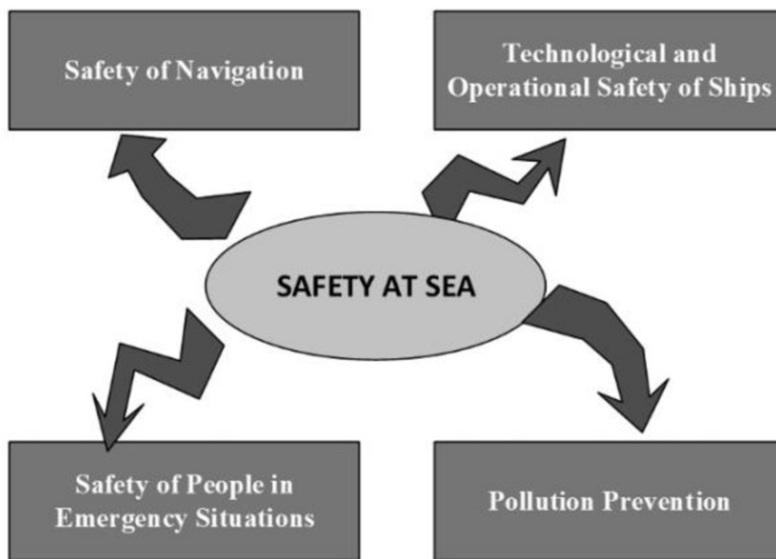 Safety of Navigation
Technological and
Operational Safety of Ships
SAFETY AT SEA
Safety of People in
Emergency Situations
Pollution Prevention